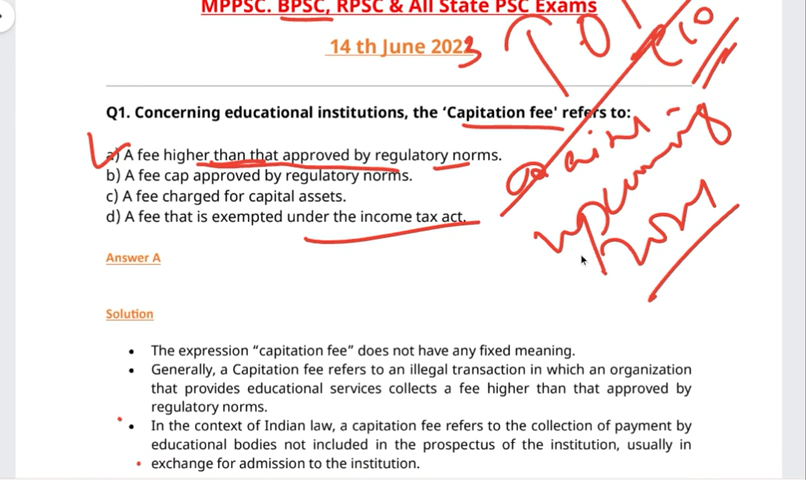 MPPSC. BPSC, RPSC & All State PSC Exams
14 th June 2023
TOP
Q1. Concerning educational institutions, the ‘Capitation fee' refers to:
a) A fee higher than that approved by regulatory norms.
b) A fee cap approved by regulatory norms.
c) A fee charged for capital assets.
d) A fee that is exempted under the income tax act.
upcoming
Answer A
Solution
• The expression “capitation fee” does not have any fixed meaning.
• Generally, a Capitation fee refers to an illegal transaction in which an organization
that provides educational services collects a fee higher than that approved by
regulatory norms.
• In the context of Indian law, a capitation fee refers to the collection of payment by
educational bodies not included in the prospectus of the institution, usually in
exchange for admission to the institution.